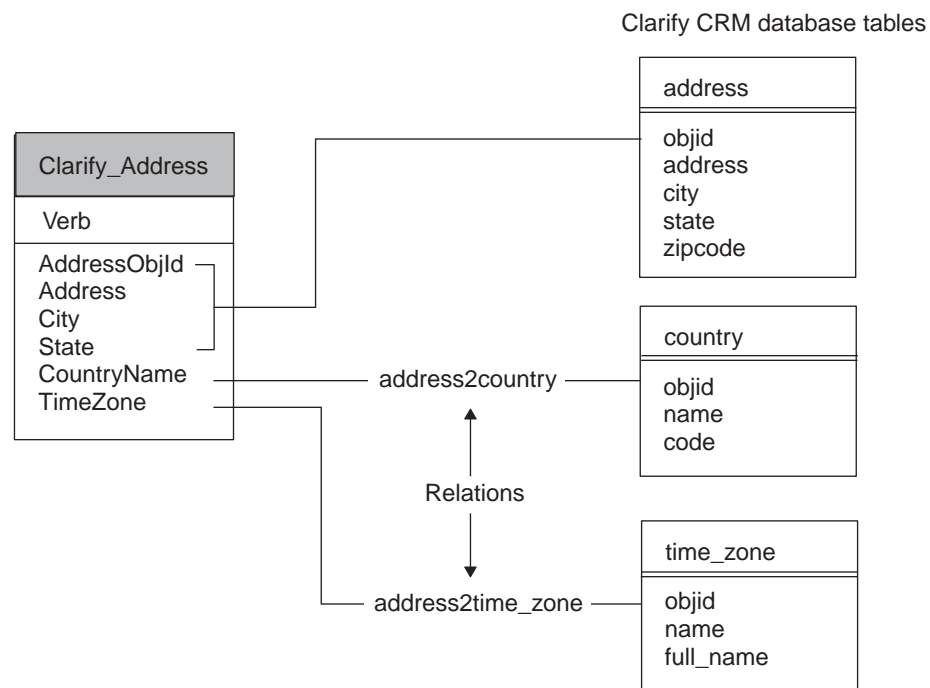 Clarify CRM database tables
Clarify_Address
Verb
AddressObjId
Address
City
State
CountryName
TimeZone
address2country
Relations
address2time_zone
address
objid
address
city
state
zipcode
country
objid
name
code
time_zone
objid
name
full_name